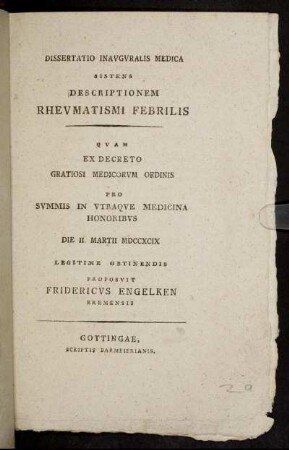 DISSERTATIO INAVGVRALIS MEDICA
SISTENS
DESCRIPTIONEM
RHEVMATISMI FEBRILIS
QVAM
EX DECRETO
GRATIOSI MEDICORVM ORDINIS
PRO
SVMMIS IN VTRAQVE MEDICINA
HONORIBVS
DIE II. MARTII MDCCXCIX
LEGITIME OBTINENDIS
PROPOSVIT
FRIDERICVS ENGELKEN
BREMENSIS
GOTTINGAE,
SCRIPTIS BARMEIERIANIS.